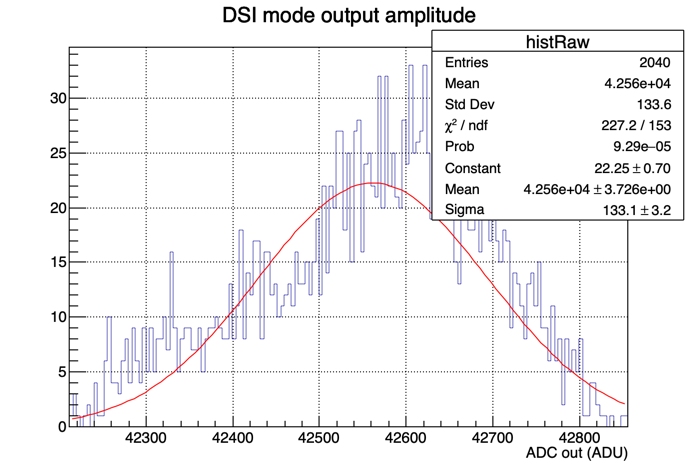 DSI mode output amplitude
histRaw
Entries 2040
Mean 4.256e+04
Std Dev 133.6
χ² / ndf 227.2 / 153
Prob 9.29e−05
Constant 22.25 ± 0.70
Mean 4.256e+04 ± 3.726e+00
Sigma 133.1 ± 3.2
30
25
20
15
10
5
0
42300 42400 42500 42600 42700 42800
ADC out (ADU)